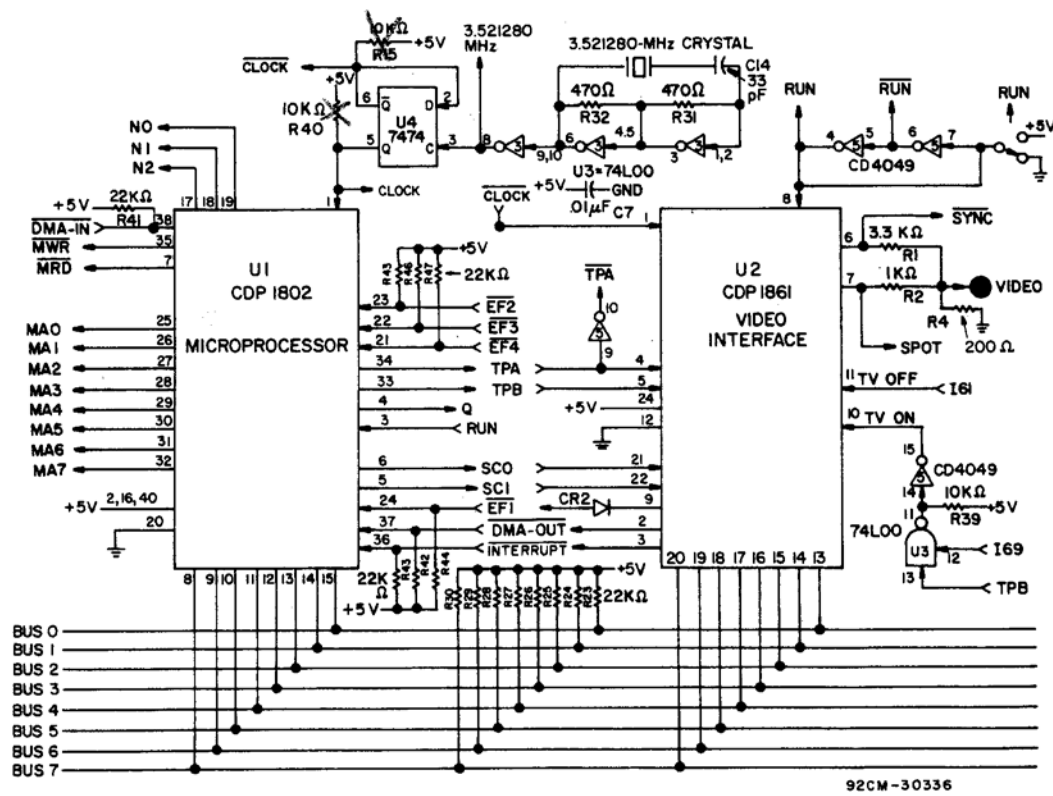 10KΩ
R15
+5V
3.521280
MHz
3.521280-MHz CRYSTAL
C14
33
pF
CLOCK
+5V
6 Q D 2
U4
7474
5 Q C 3
10KΩ
R40
470Ω
R32
470Ω
R31
8 9,10 6 4,5 3 1,2
5 5 5
U3=74L00
+5V GND
.01μF C7
RUN
RUN
RUN
+5V
4 5 5 6 5 7
CD4049
N0
N1
N2
17 18 19
1
CLOCK
CLOCK
1
8
+5V
22KΩ
R41
DMA-IN 38
MWR 35
MRD 7
U1
CDP 1802
MICROPROCESSOR
MA0 25
MA1 26
MA2 27
MA3 28
MA4 29
MA5 30
MA6 31
MA7 32
+5V 2,16,40
20
R43
R46
R47
+5V
22KΩ
23 EF2
22 EF3
21 EF4
34 TPA 4
33 TPB 5
4 Q
3 RUN
6 SC0 21
5 SC1 22
24 EF1 CR2 9
37 DMA-OUT 2
36 INTERRUPT 3
TPA
10
5
9
+5V 24
12
U2
CDP 1861
VIDEO
INTERFACE
6 SYNC
3.3 KΩ
R1
7 1KΩ
R2
VIDEO
R4
200Ω
SPOT
11 TV OFF I61
10 TV ON
15
5 CD4049
14
10KΩ
R39
+5V
11
74L00
U3
12 I69
13 TPB
22K
Ω
R43
R42
R44
+5V
+5V
R30
R29
R28
R27
R26
R25
R24
R23
22KΩ
8 9 10 11 12 13 14 15
20 19 18 17 16 15 14 13
BUS 0
BUS 1
BUS 2
BUS 3
BUS 4
BUS 5
BUS 6
BUS 7
92CM-30336